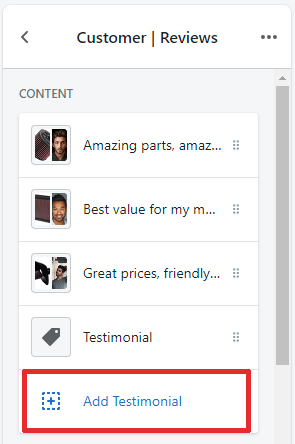 Customer | Reviews
CONTENT
Amazing parts, amaz...
Best value for my m...
Great prices, friendly...
Testimonial
Add Testimonial